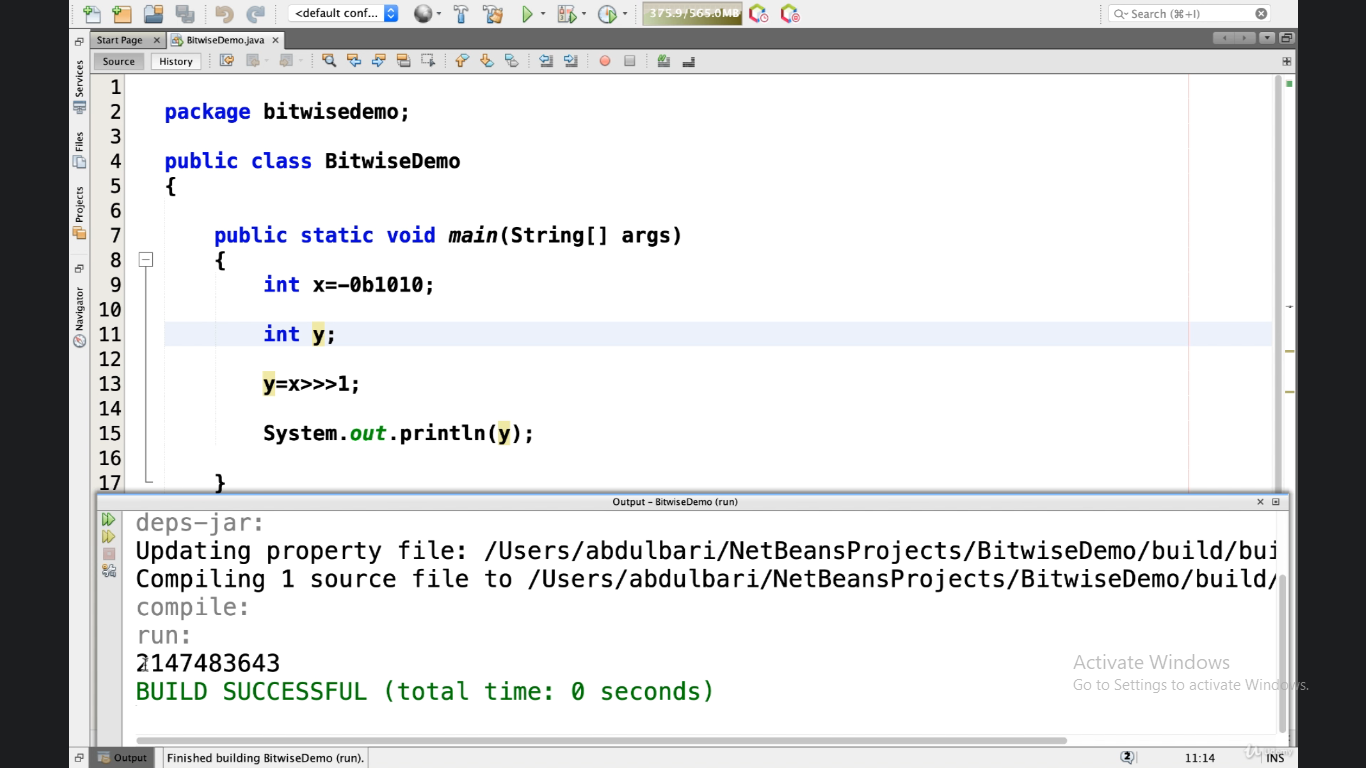 <default conf...
375.9/565.0MB
Search (⌘+I)
Start Page
BitwiseDemo.java
Source
History
Services
Files
Projects
Navigator
1
2 package bitwisedemo;
3
4 public class BitwiseDemo
5 {
6
7 public static void main(String[] args)
8 {
9 int x=-0b1010;
10
11 int y;
12
13 y=x>>>1;
14
15 System.out.println(y);
16
17 }
Output - BitwiseDemo (run)
deps-jar:
Updating property file: /Users/abdulbari/NetBeansProjects/BitwiseDemo/build/bui
Compiling 1 source file to /Users/abdulbari/NetBeansProjects/BitwiseDemo/build/
compile:
run:
2147483643
BUILD SUCCESSFUL (total time: 0 seconds)
Activate Windows
Go to Settings to activate Windows.
Output
Finished building BitwiseDemo (run).
2
11:14
INS